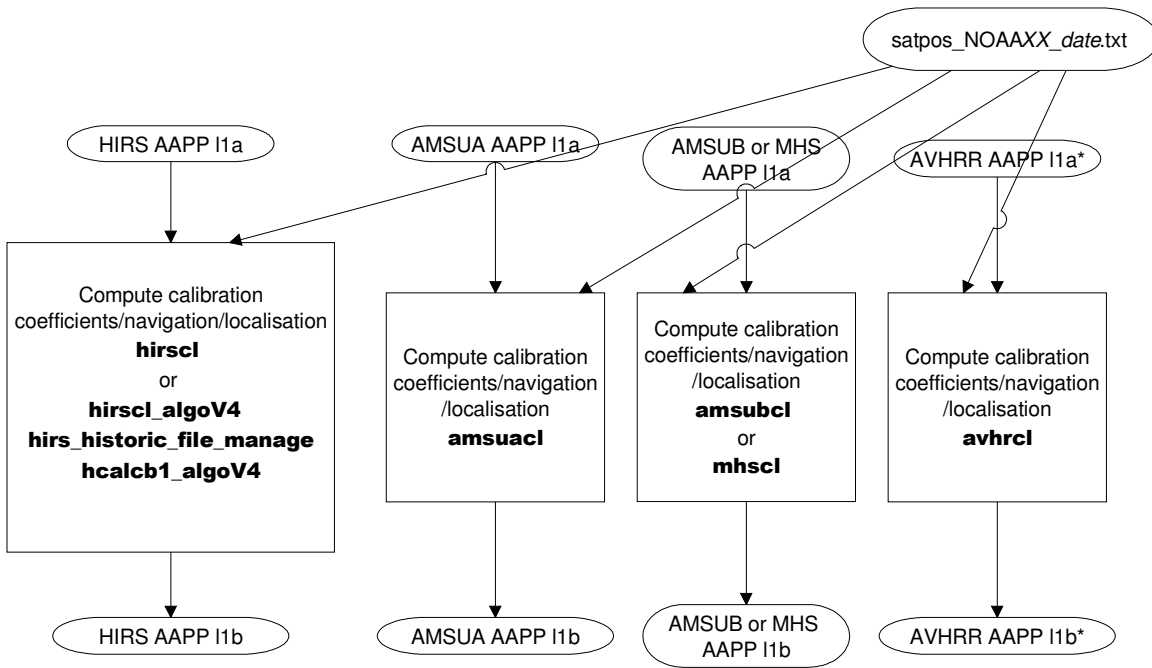 satpos_NOAAXX_date.txt
HIRS AAPP l1a
AMSUA AAPP l1a
AMSUB or MHS
AAPP l1a
AVHRR AAPP l1a*
Compute calibration
coefficients/navigation/localisation
hirscl
or
hirscl_algoV4
hirs_historic_file_manage
hcalcb1_algoV4
Compute calibration
coefficients/navigation
/localisation
amsuacl
Compute calibration
coefficients/navigation
/localisation
amsubcl
or
mhscl
Compute calibration
coefficients/navigation
/localisation
avhrcl
HIRS AAPP l1b
AMSUA AAPP l1b
AMSUB or MHS
AAPP l1b
AVHRR AAPP l1b*